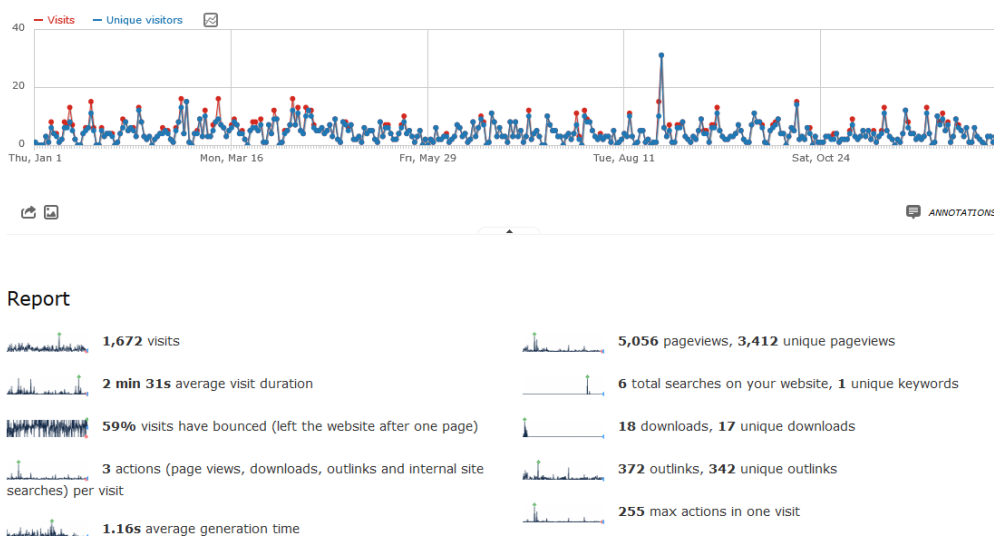 40
Visits
Unique visitors
20
0
Thu, Jan 1
Mon, Mar 16
Fri, May 29
Tue, Aug 11
Sat, Oct 24
ANNOTATIONS
Report
1,672 visits
5,056 pageviews, 3,412 unique pageviews
2 min 31s average visit duration
6 total searches on your website, 1 unique keywords
59% visits have bounced (left the website after one page)
18 downloads, 17 unique downloads
3 actions (page views, downloads, outlinks and internal site
searches) per visit
372 outlinks, 342 unique outlinks
255 max actions in one visit
1.16s average generation time